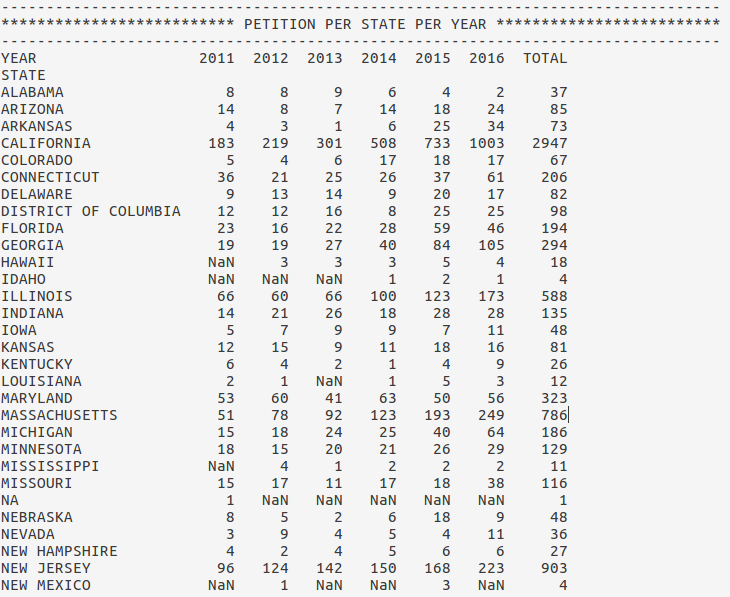 --------------------------------------------------------------------------------
************************** PETITION PER STATE PER YEAR *************************
--------------------------------------------------------------------------------
YEAR 2011 2012 2013 2014 2015 2016 TOTAL
STATE
ALABAMA 8 8 9 6 4 2 37
ARIZONA 14 8 7 14 18 24 85
ARKANSAS 4 3 1 6 25 34 73
CALIFORNIA 183 219 301 508 733 1003 2947
COLORADO 5 4 6 17 18 17 67
CONNECTICUT 36 21 25 26 37 61 206
DELAWARE 9 13 14 9 20 17 82
DISTRICT OF COLUMBIA 12 12 16 8 25 25 98
FLORIDA 23 16 22 28 59 46 194
GEORGIA 19 19 27 40 84 105 294
HAWAII NaN 3 3 3 5 4 18
IDAHO NaN NaN NaN 1 2 1 4
ILLINOIS 66 60 66 100 123 173 588
INDIANA 14 21 26 18 28 28 135
IOWA 5 7 9 9 7 11 48
KANSAS 12 15 9 11 18 16 81
KENTUCKY 6 4 2 1 4 9 26
LOUISIANA 2 1 NaN 1 5 3 12
MARYLAND 53 60 41 63 50 56 323
MASSACHUSETTS 51 78 92 123 193 249 786
MICHIGAN 15 18 24 25 40 64 186
MINNESOTA 18 15 20 21 26 29 129
MISSISSIPPI NaN 4 1 2 2 2 11
MISSOURI 15 17 11 17 18 38 116
NA 1 NaN NaN NaN NaN NaN 1
NEBRASKA 8 5 2 6 18 9 48
NEVADA 3 9 4 5 4 11 36
NEW HAMPSHIRE 4 2 4 5 6 6 27
NEW JERSEY 96 124 142 150 168 223 903
NEW MEXICO NaN 1 NaN NaN 3 NaN 4